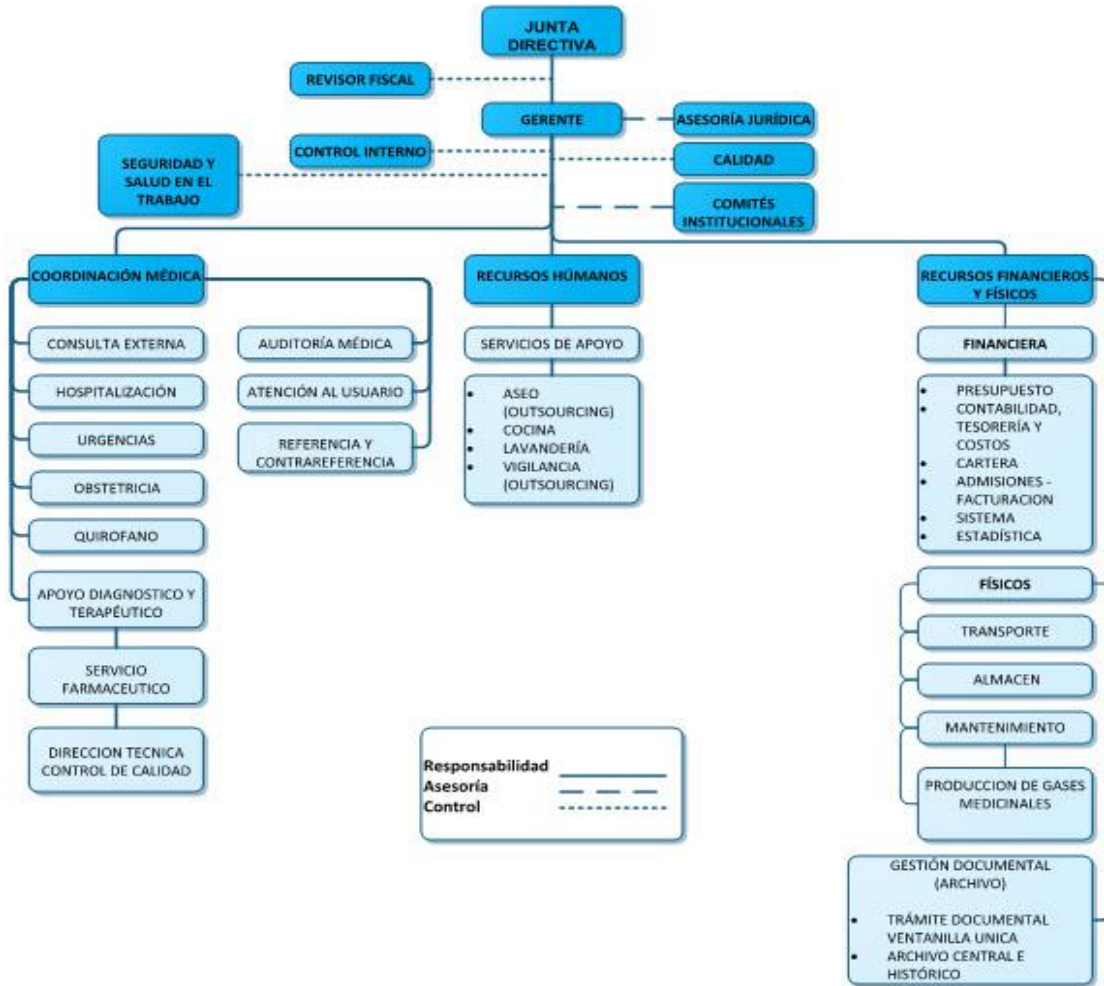 JUNTA
DIRECTIVA
REVISOR FISCAL
GERENTE
ASESORÍA JURÍDICA
CONTROL INTERNO
CALIDAD
SEGURIDAD Y
SALUD EN EL
TRABAJO
COMITÉS
INSTITUCIONALES
COORDINACIÓN MÉDICA
CONSULTA EXTERNA
HOSPITALIZACIÓN
URGENCIAS
OBSTETRICIA
QUIROFANO
APOYO DIAGNOSTICO Y
TERAPÉUTICO
SERVICIO
FARMACEUTICO
DIRECCION TECNICA
CONTROL DE CALIDAD
AUDITORÍA MÉDICA
ATENCIÓN AL USUARIO
REFERENCIA Y
CONTRAREFERENCIA
RECURSOS HÚMANOS
SERVICIOS DE APOYO
• ASEO
(OUTSOURCING)
• COCINA
• LAVANDERÍA
• VIGILANCIA
(OUTSOURCING)
RECURSOS FINANCIEROS
Y FÍSICOS
FINANCIERA
• PRESUPUESTO
• CONTABILIDAD,
TESORERÍA Y
COSTOS
• CARTERA
• ADMISIONES -
FACTURACION
• SISTEMA
• ESTADÍSTICA
FÍSICOS
TRANSPORTE
ALMACEN
MANTENIMIENTO
PRODUCCION DE GASES
MEDICINALES
GESTIÓN DOCUMENTAL
(ARCHIVO)
• TRÁMITE DOCUMENTAL
VENTANILLA UNICA
• ARCHIVO CENTRAL E
HISTÓRICO
Responsabilidad
Asesoría
Control